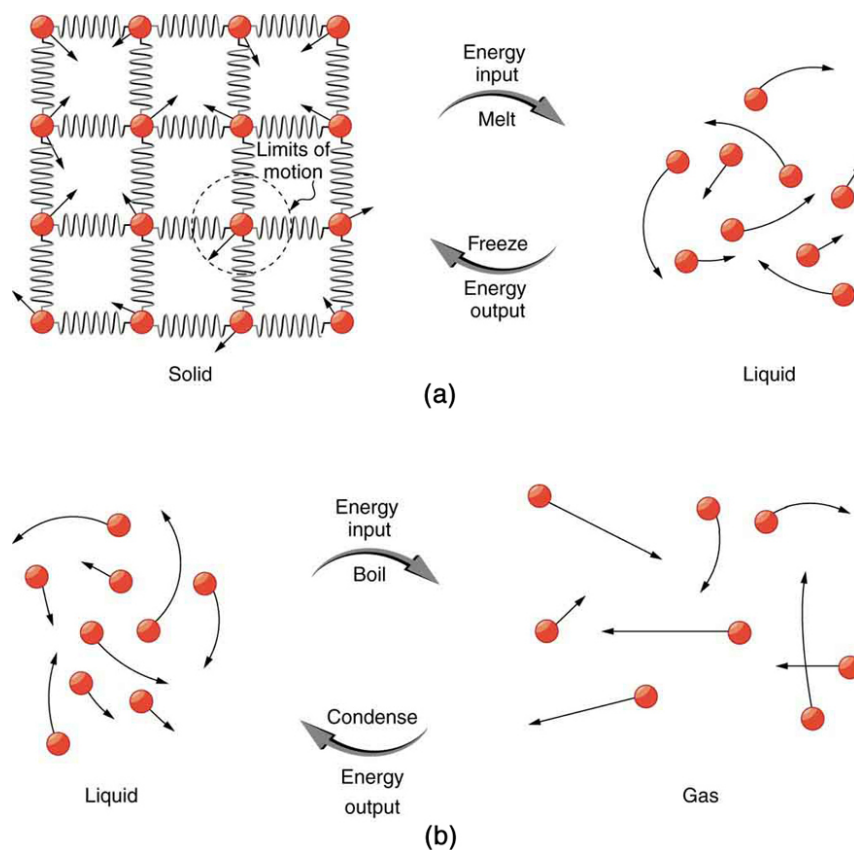 Energy
input
Melt
Limits of
motion
Freeze
Energy
output
Solid
Liquid
(a)
Energy
input
Boil
Condense
Energy
output
Liquid
Gas
(b)